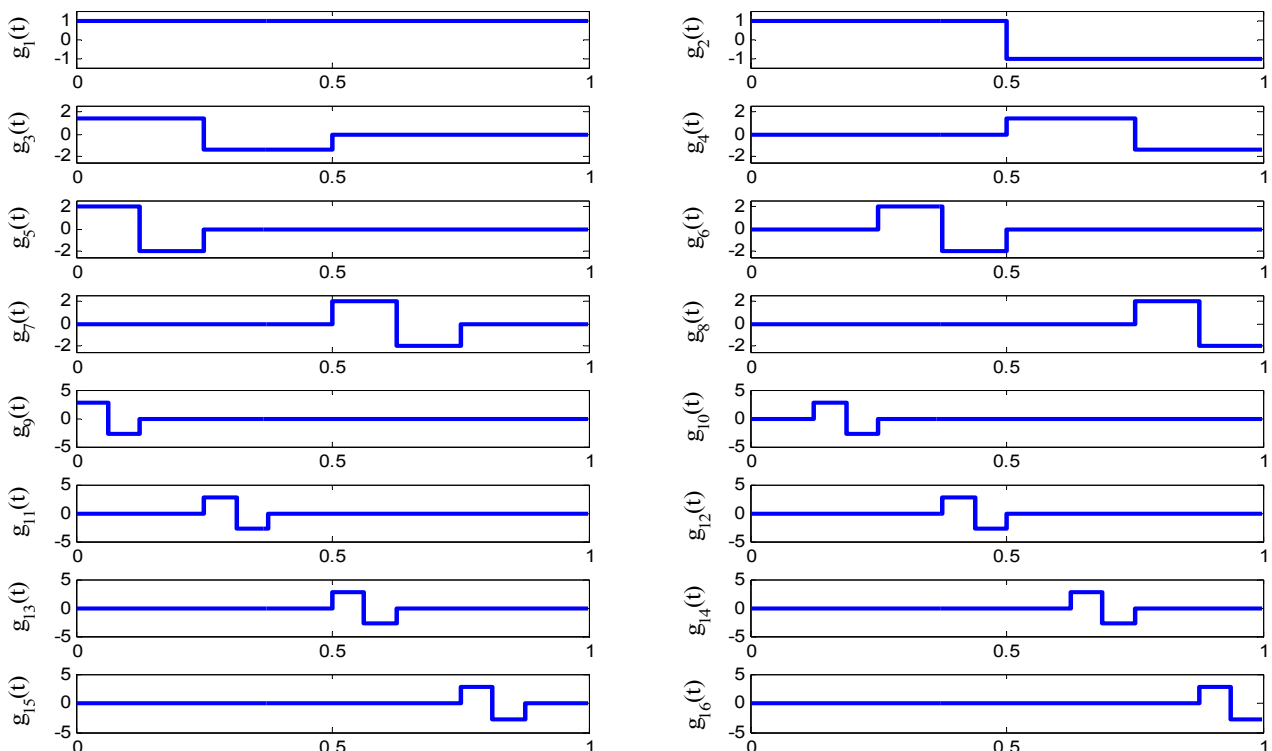 g1(t) 1 0 -1 0 0.5 1
g2(t) 1 0 -1 0 0.5 1
g3(t) 2 0 -2 0 0.5 1
g4(t) 2 0 -2 0 0.5 1
g5(t) 2 0 -2 0 0.5 1
g6(t) 2 0 -2 0 0.5 1
g7(t) 2 0 -2 0 0.5 1
g8(t) 2 0 -2 0 0.5 1
g9(t) 5 0 -5 0 0.5 1
g10(t) 5 0 -5 0 0.5 1
g11(t) 5 0 -5 0 0.5 1
g12(t) 5 0 -5 0 0.5 1
g13(t) 5 0 -5 0 0.5 1
g14(t) 5 0 -5 0 0.5 1
g15(t) 5 0 -5 0 0.5 1
g16(t) 5 0 -5 0 0.5 1